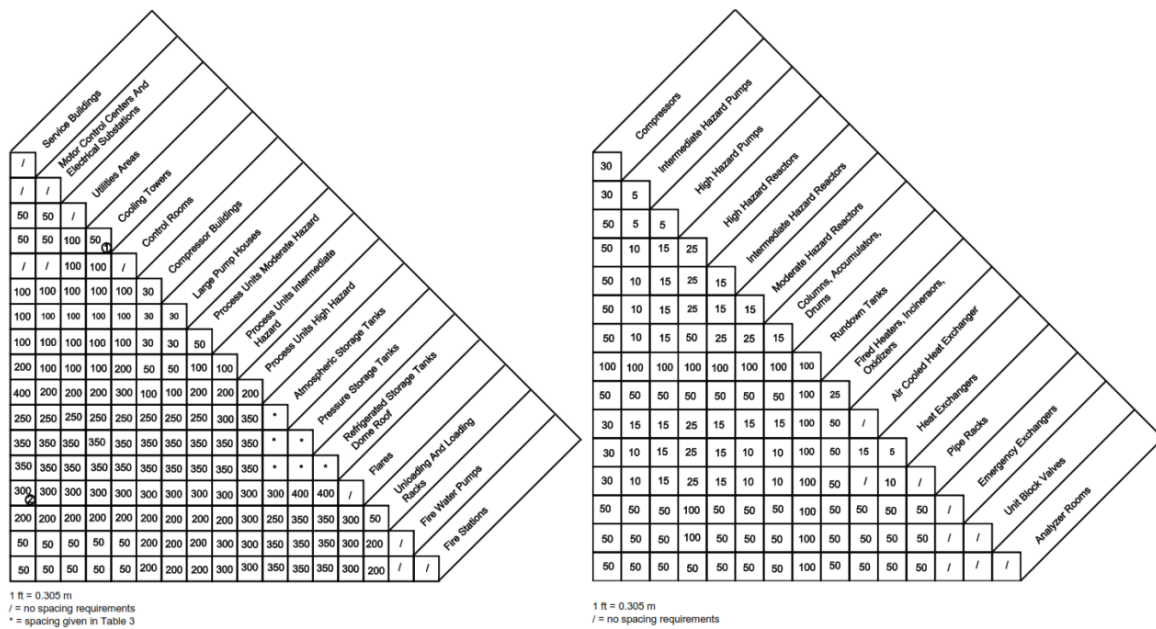 Service Buildings
Motor Control Centers And
Electrical Substations
Utilities Areas
Cooling Towers
Control Rooms
Compressor Buildings
Large Pump Houses
Process Units Moderate Hazard
Process Units Intermediate
Hazard
Process Units High Hazard
Atmospheric Storage Tanks
Pressure Storage Tanks
Refrigerated Storage Tanks
Dome Roof
Flares
Unloading And Loading
Racks
Fire Water Pumps
Fire Stations
/
/ /
50 50 /
50 50 100 50 1
/ / 100 100 /
100 100 100 100 100 30
100 100 100 100 100 30 30
100 100 100 100 100 30 30 50
200 100 100 100 200 50 50 100 100
400 200 200 200 300 100 100 200 200 200
250 250 250 250 250 250 250 250 300 350 *
350 350 350 350 350 350 350 350 350 350 * *
350 350 350 350 350 350 350 350 350 350 * * *
300 2 300 300 300 300 300 300 300 300 300 300 400 400 /
200 200 200 200 200 200 200 200 200 300 250 350 350 300 50
50 50 50 50 50 200 200 200 300 300 350 350 350 300 200 /
50 50 50 50 50 200 200 200 300 300 350 350 350 300 200 / /
1 ft = 0.305 m
/ = no spacing requirements
* = spacing given in Table 3
Compressors
Intermediate Hazard Pumps
High Hazard Pumps
High Hazard Reactors
Intermediate Hazard Reactors
Moderate Hazard Reactors
Columns, Accumulators,
Drums
Rundown Tanks
Fired Heaters, Incinerators,
Oxidizers
Air Cooled Heat Exchanger
Heat Exchangers
Pipe Racks
Emergency Exchangers
Unit Block Valves
Analyzer Rooms
30
30 5
50 5 5
50 10 15 25
50 10 15 25 15
50 10 15 25 15 15
50 10 15 50 25 25 15
100 100 100 100 100 100 100 100
50 50 50 50 50 50 50 100 25
30 15 15 25 15 15 15 100 50 /
30 10 15 25 15 10 10 100 50 15 5
30 10 15 25 15 10 10 100 50 / 10 /
50 50 50 100 50 50 50 100 50 50 50 50 /
50 50 50 100 50 50 50 100 50 50 50 50 / /
50 50 50 50 50 50 50 100 50 50 50 50 / / /
1 ft = 0.305 m
/ = no spacing requirements